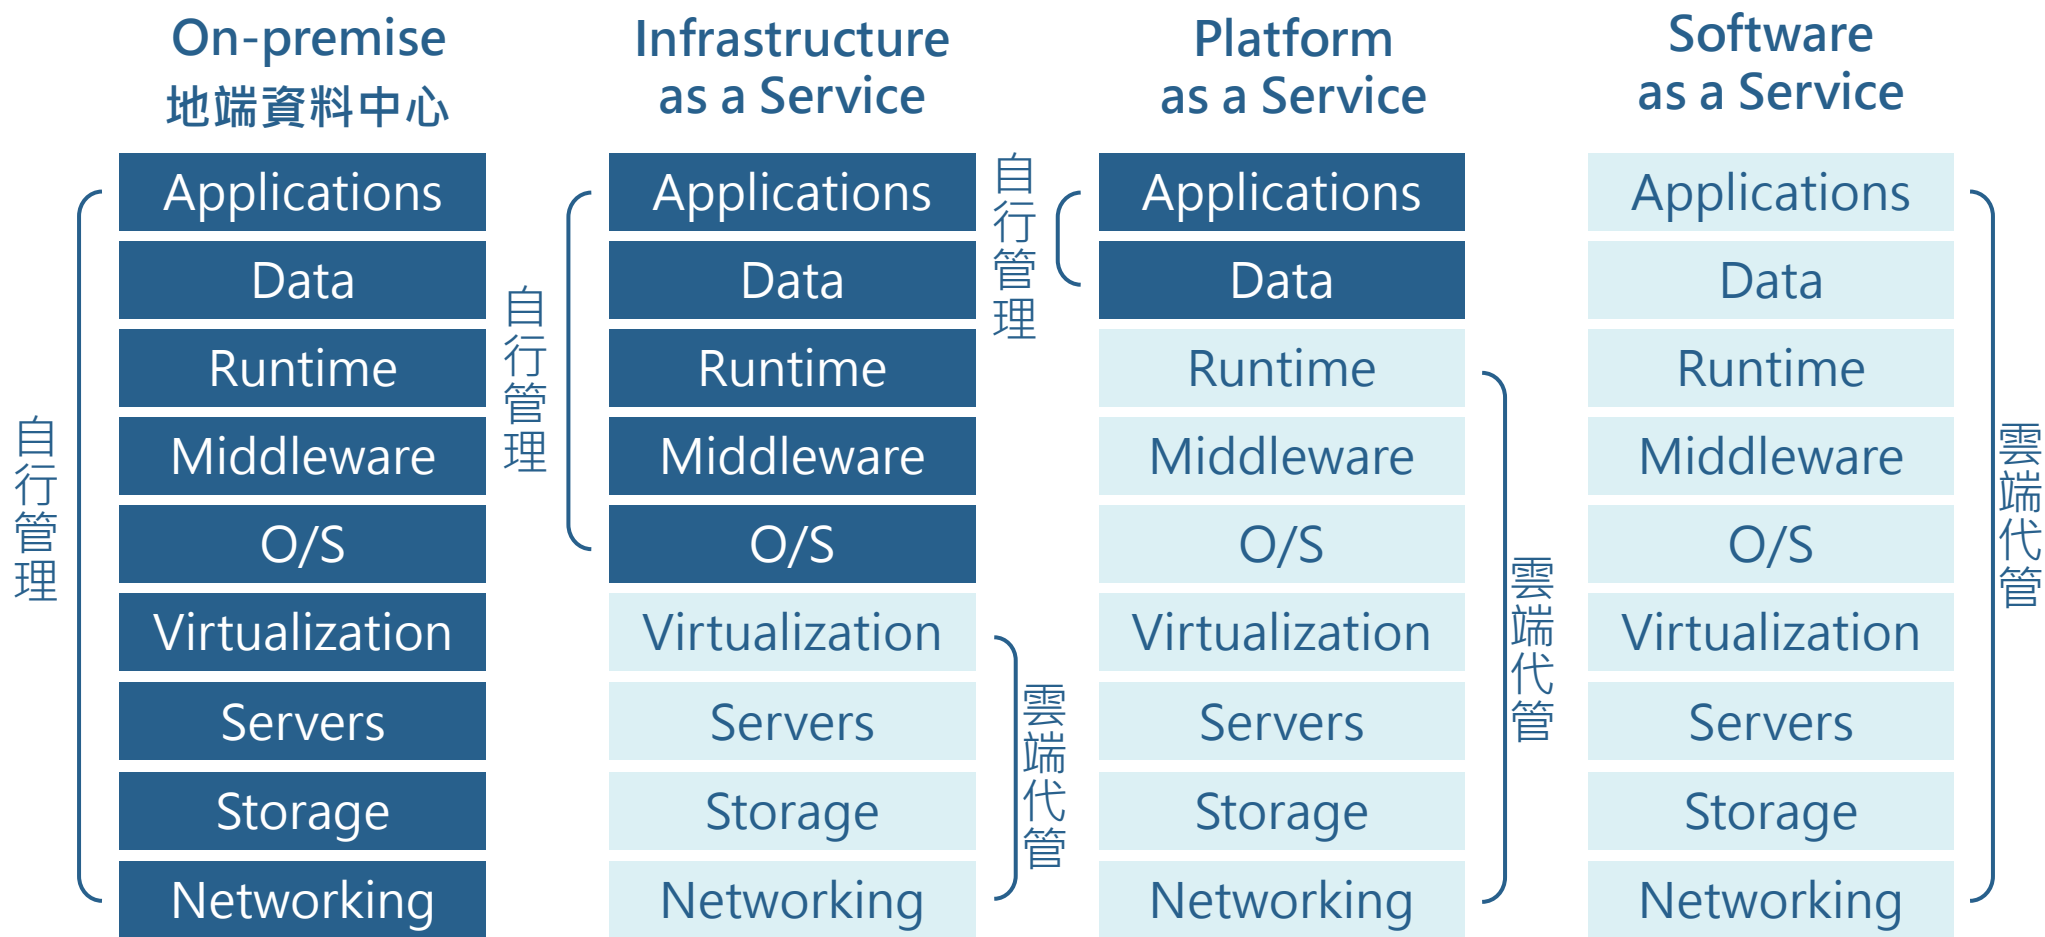 On-premise
地端資料中心
自行管理
Applications
Data
Runtime
Middleware
O/S
Virtualization
Servers
Storage
Networking
Infrastructure
as a Service
自行管理
Applications
Data
Runtime
Middleware
O/S
Virtualization
Servers
Storage
Networking
雲端代管
Platform
as a Service
自行管理
Applications
Data
Runtime
Middleware
O/S
Virtualization
Servers
Storage
Networking
雲端代管
Software
as a Service
Applications
Data
Runtime
Middleware
O/S
Virtualization
Servers
Storage
Networking
雲端代管